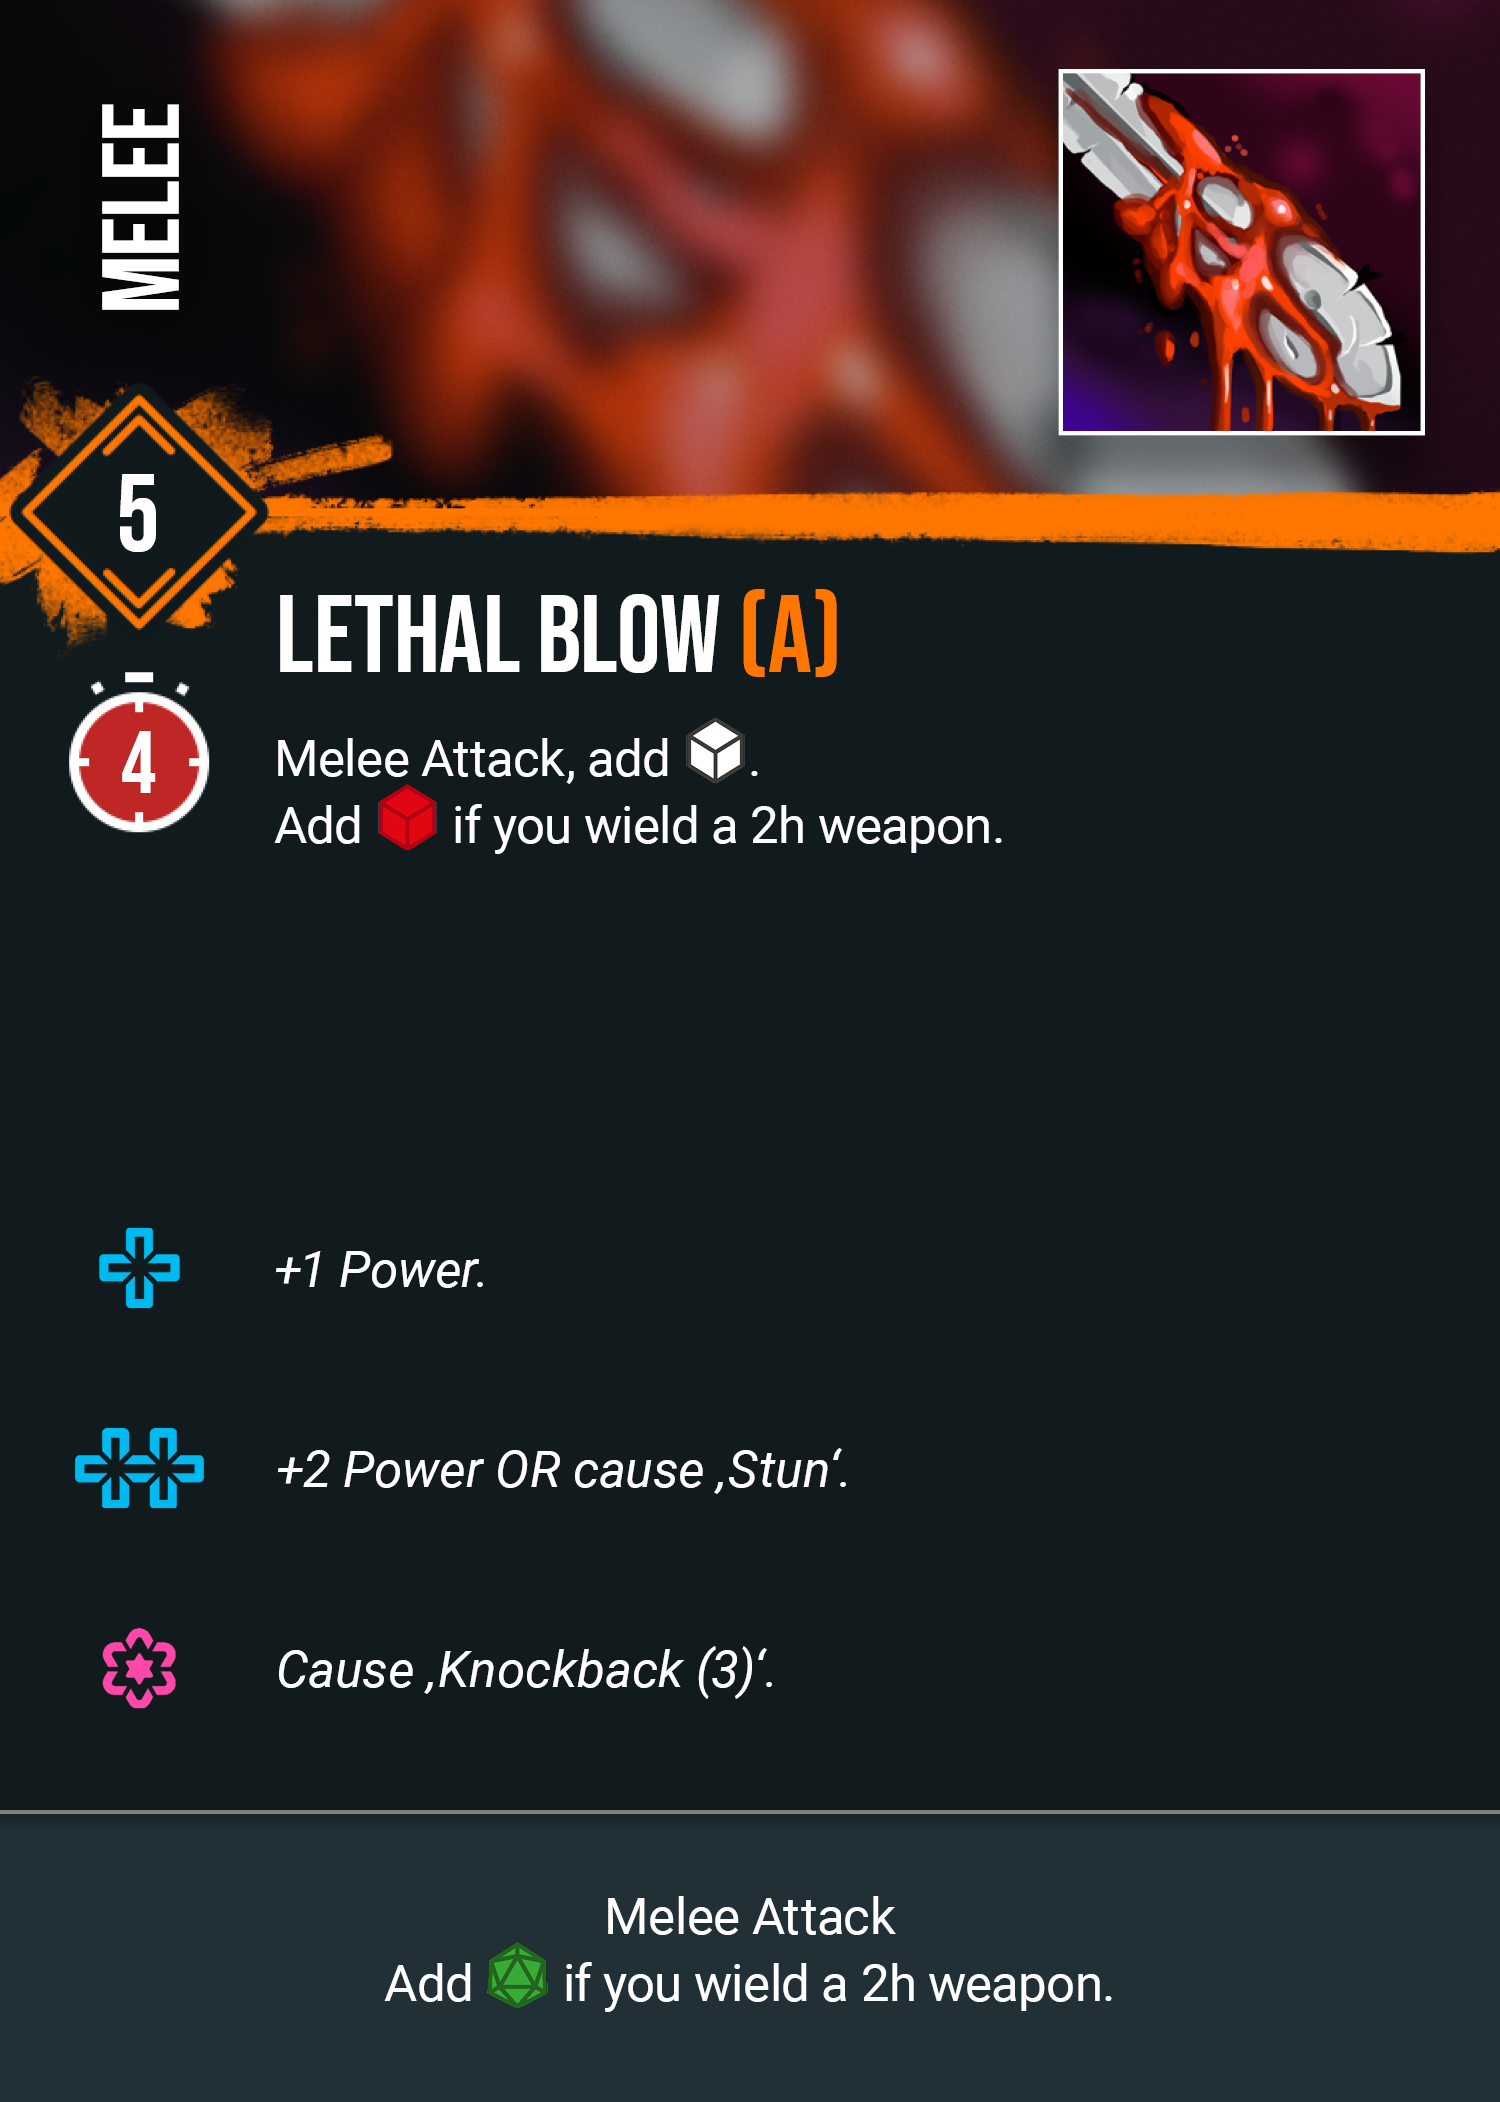 MELEE
5
LETHAL BLOW (A)
4
Melee Attack, add .
Add if you wield a 2h weapon.
+1 Power.
+2 Power OR cause ‚Stun‘.
Cause ‚Knockback (3)‘.
Melee Attack
Add if you wield a 2h weapon.